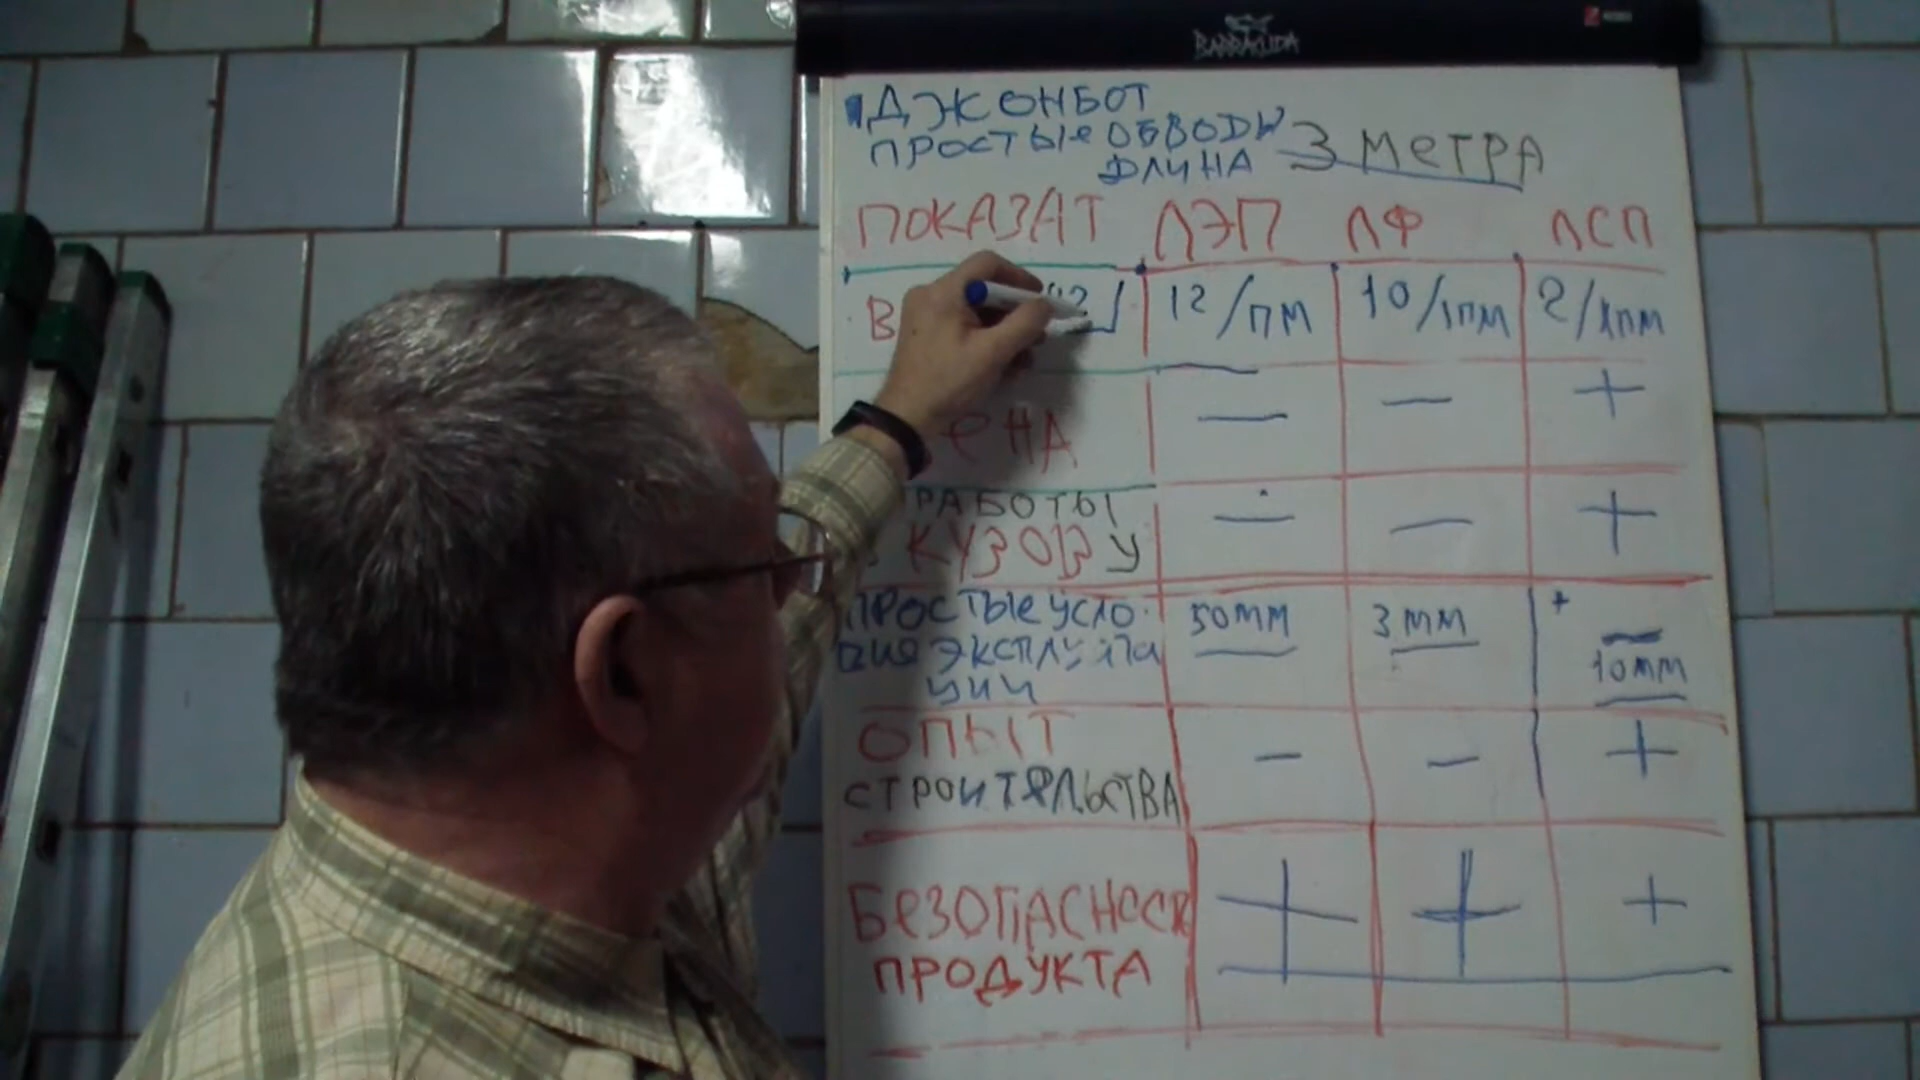 BARRACUDA
ДЖОНБОТ
ПРОСТЫЕ ОБВОДЫ
ДЛИНА 3 МЕТРА
ПОКАЗАТ ЛЭП ЛФ ЛСП
В 12/ПМ 10/1ПМ 2/1ПМ
ЕНА — — +
РАБОТЫ
КУЗОВУ — — +
ПРОСТЫЕ УСЛО- 50ММ 3ММ + —
ВИЯ ЭКСПЛУАТА 10ММ
ЦИИ
ОПЫТ — — +
СТРОИТЕЛЬСТВА
БЕЗОПАСНОСТЬ + + +
ПРОДУКТА